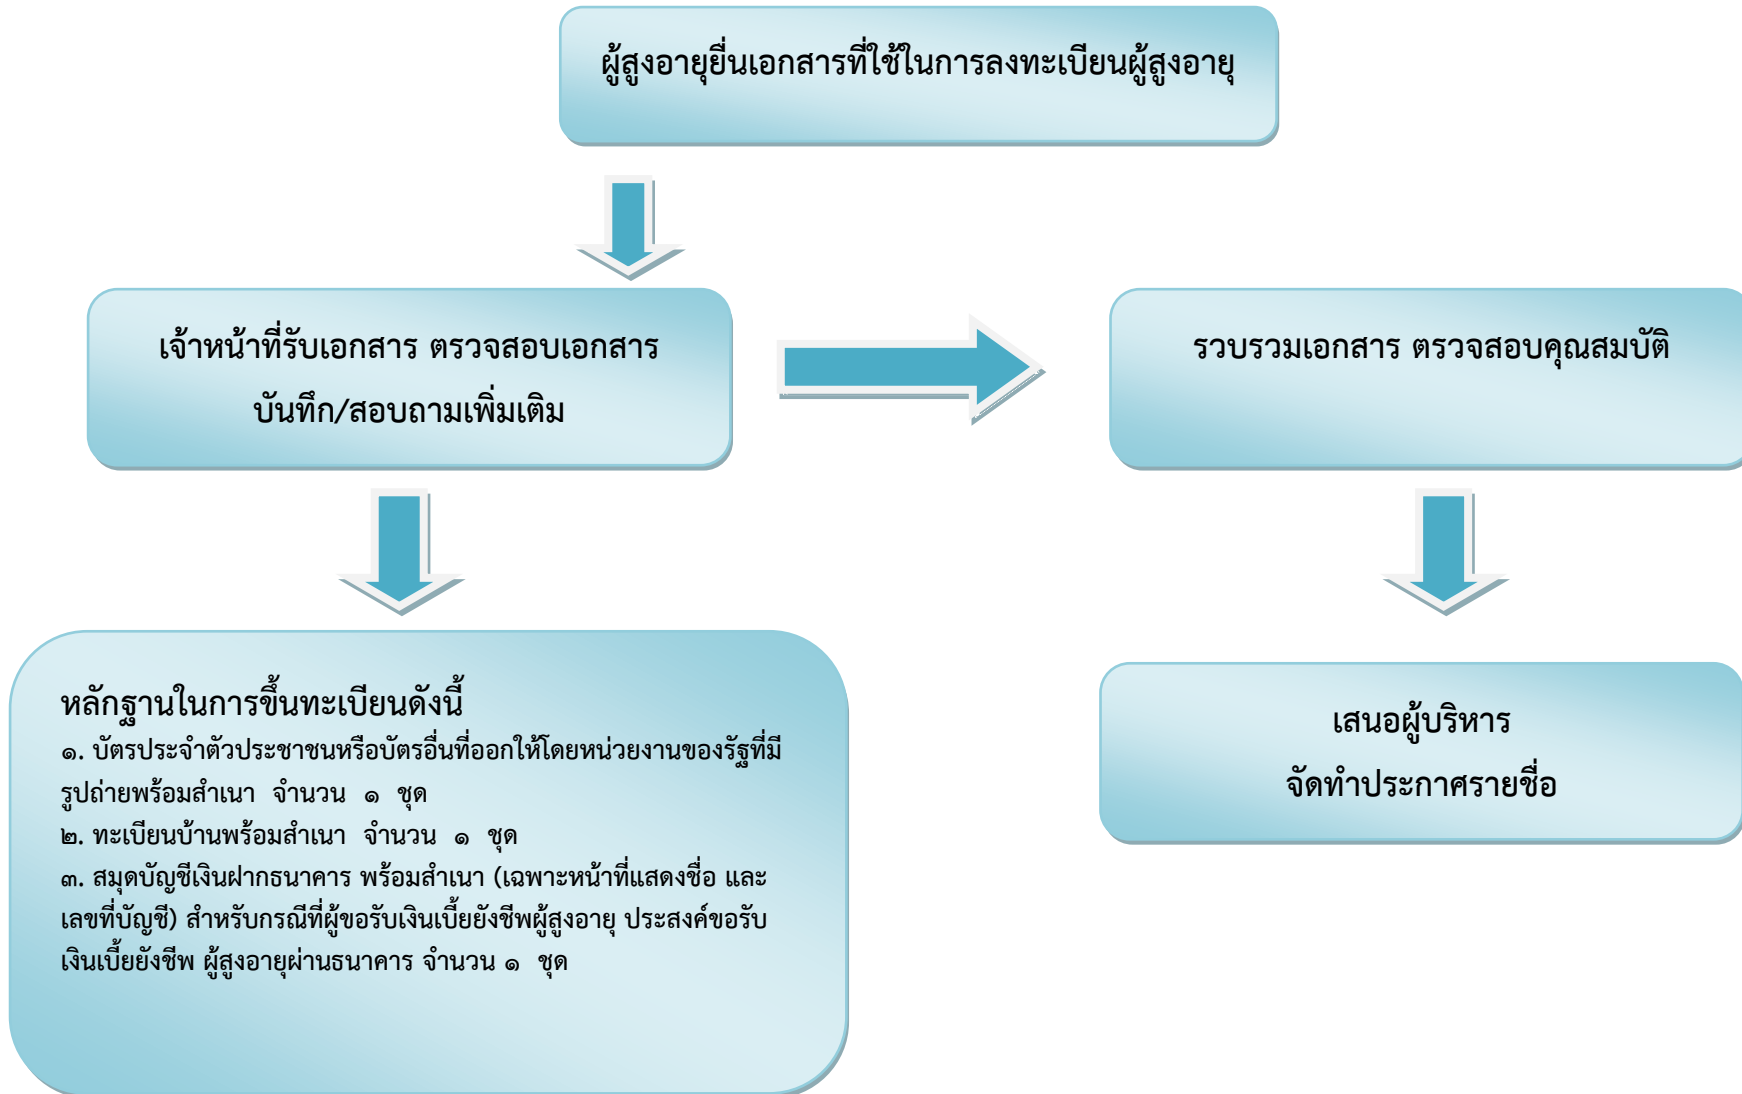 ผู้สูงอายุยื่นเอกสารที่ใช้ในการลงทะเบียนผู้สูงอายุ
เจ้าหน้าที่รับเอกสาร ตรวจสอบเอกสาร
บันทึก/สอบถามเพิ่มเติม
รวบรวมเอกสาร ตรวจสอบคุณสมบัติ
หลักฐานในการขึ้นทะเบียนดังนี้
๑. บัตรประจำตัวประชาชนหรือบัตรอื่นที่ออกให้โดยหน่วยงานของรัฐที่มี
รูปถ่ายพร้อมสำเนา จำนวน ๑ ชุด
๒. ทะเบียนบ้านพร้อมสำเนา จำนวน ๑ ชุด
๓. สมุดบัญชีเงินฝากธนาคาร พร้อมสำเนา (เฉพาะหน้าที่แสดงชื่อ และ
เลขที่บัญชี) สำหรับกรณีที่ผู้ขอรับเงินเบี้ยยังชีพผู้สูงอายุ ประสงค์ขอรับ
เงินเบี้ยยังชีพ ผู้สูงอายุผ่านธนาคาร จำนวน ๑ ชุด
เสนอผู้บริหาร
จัดทำประกาศรายชื่อ